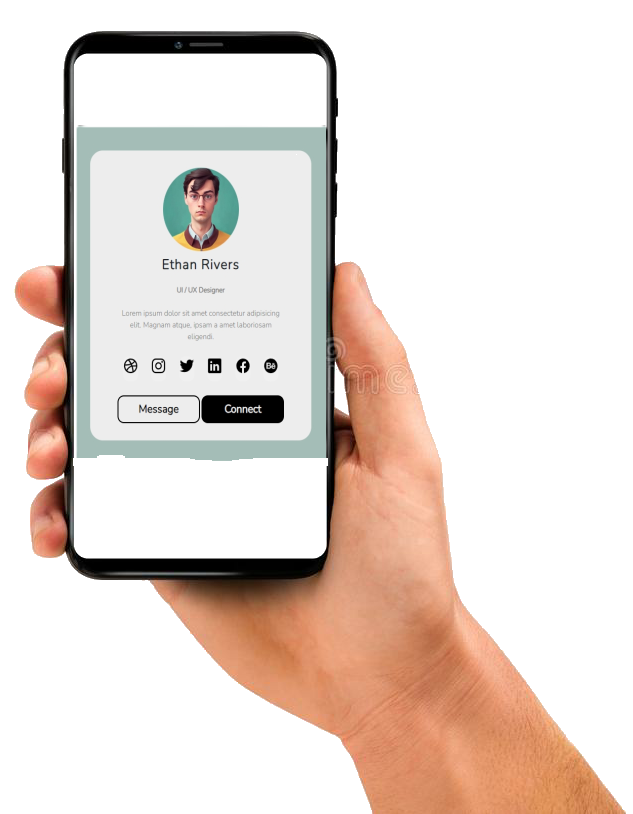 Ethan Rivers
UI / UX Designer
Lorem ipsum dolor sit amet consectetur adipisicing
elit. Magnam atque, ipsam a amet laboriosam
eligendi.
Message
Connect